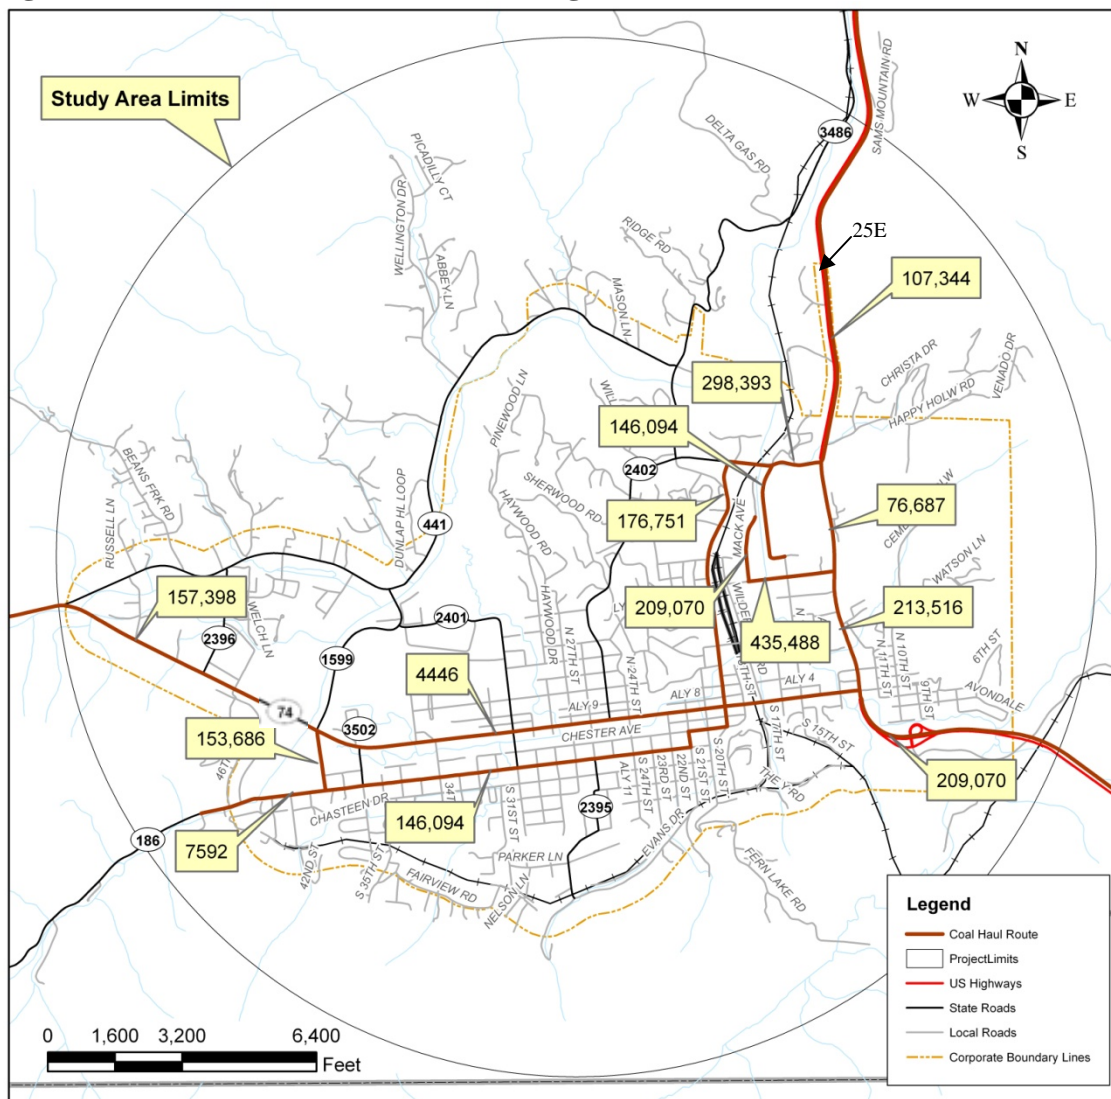 N
W E
S
Study Area Limits
3486
SAMS MOUNTAIN RD
DELTA GAS RD
PICADILLY CT
WELLINGTON DR
ABBEY LN
RIDGE RD
25E
107,344
MASON LN
CHRISTA DR
VENADO DR
HAPPY HOLW RD
298,393
PINEWOOD LN
146,094
2402
BEANS FRK RD
SHERWOOD RD
176,751
MACK AVE
76,687
RUSSELL LN
DUNLAP HL LOOP
441
HAYWOOD RD
WATSON LN
157,398
HAYWOOD DR
209,070
435,488
213,516
WELCH LN
2396
2401
1599
N 27TH ST
N 24TH ST
N 11TH ST
N 10TH ST
9TH ST
6TH ST
4446
ALY 8
ALY 4
AVONDALE
74
ALY 9
3502
CHESTER AVE
S 17TH ST
S 15TH ST
153,686
S 20TH ST
S 21ST ST
22ND ST
23RD ST
S 24TH ST
ALY 11
THE Y RD
209,070
CHASTEEN DR
S 31ST ST
2395
186
7592
146,094
42ND ST
S 35TH ST
PARKER LN
EVANS DR
FERN LAKE RD
FAIRVIEW RD
NELSON LN
Legend
Coal Haul Route
ProjectLimits
US Highways
State Roads
Local Roads
Corporate Boundary Lines
0 1,600 3,200 6,400
Feet